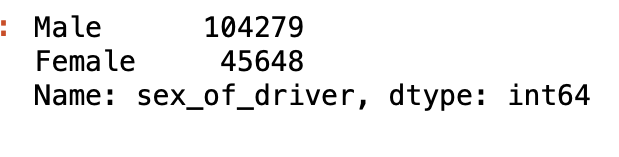 : Male      104279
Female     45648
Name: sex_of_driver, dtype: int64